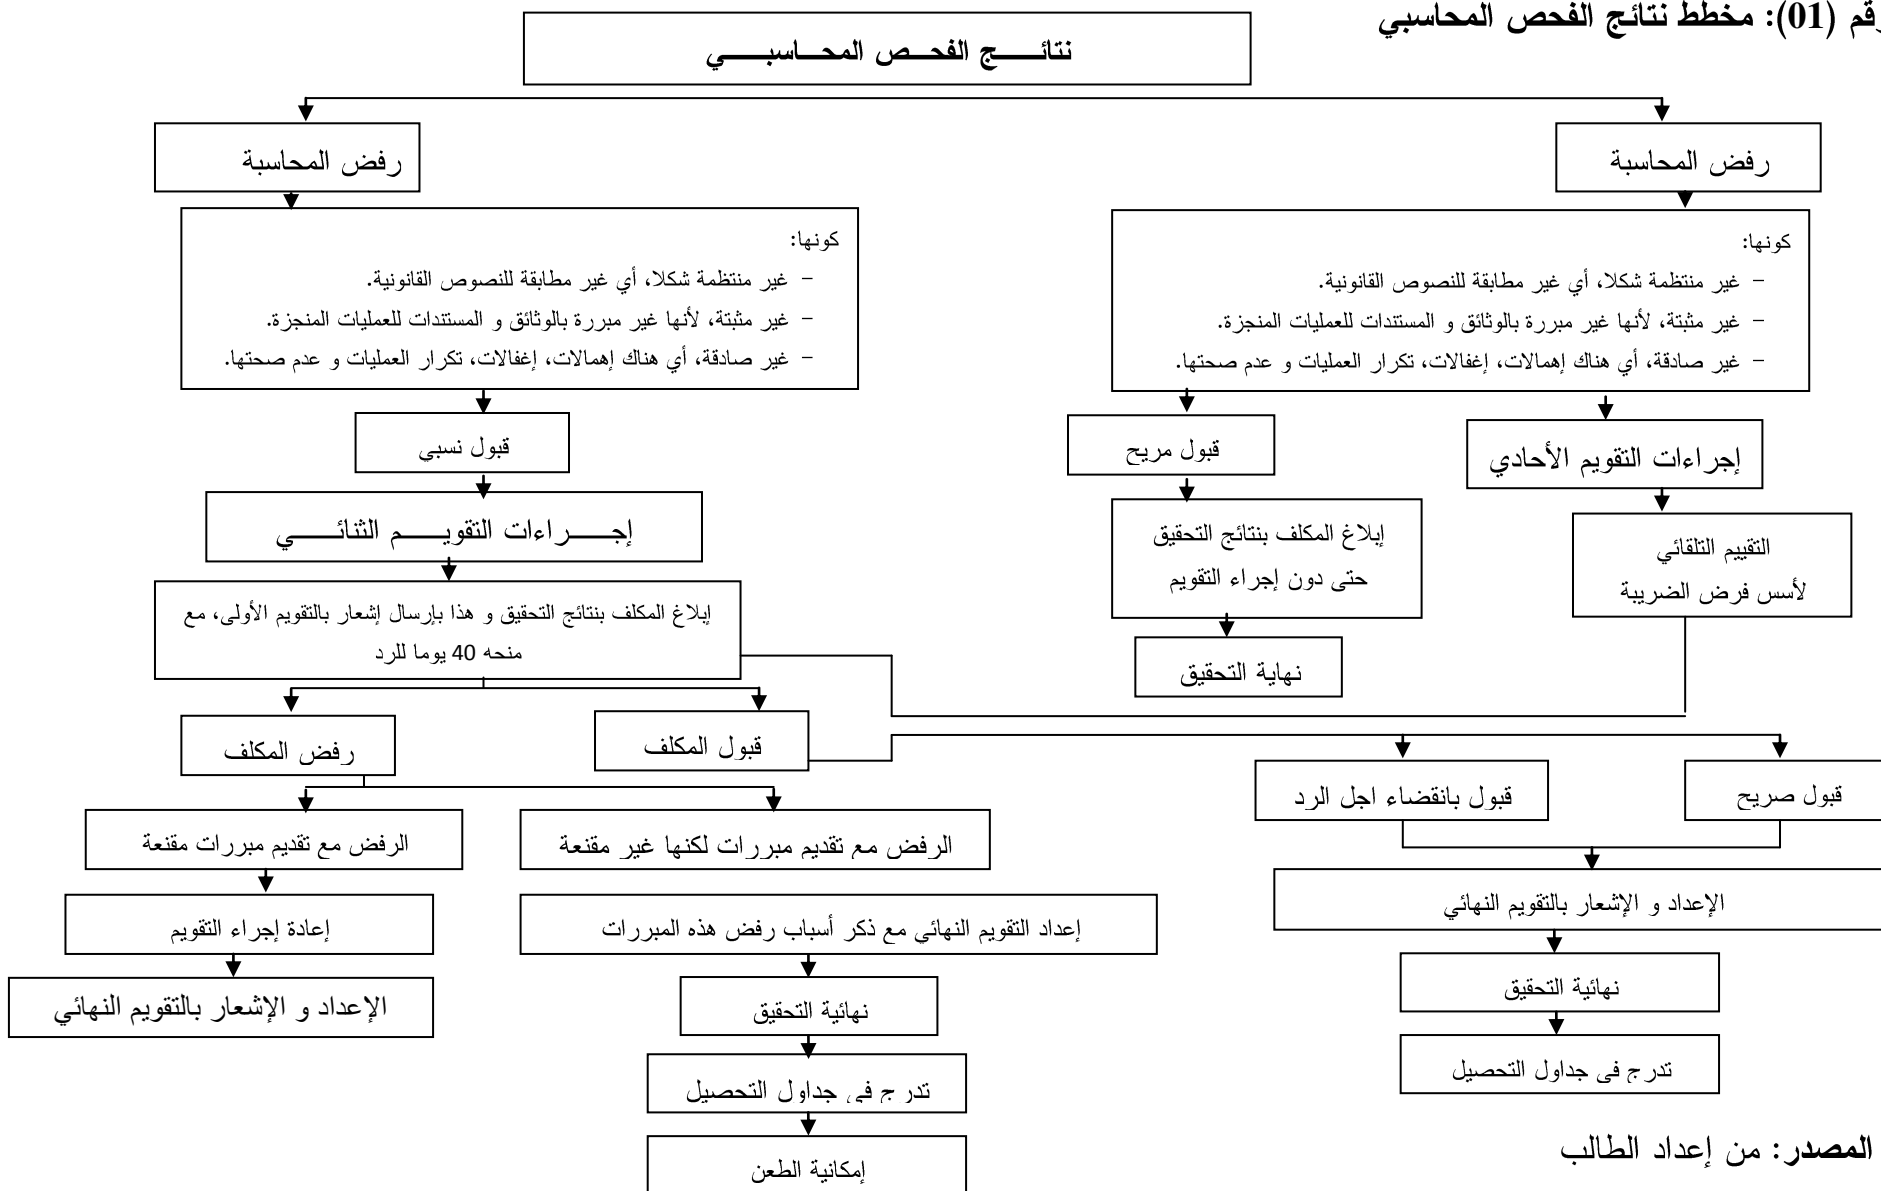 رقم (01): مخطط نتائج الفحص المحاسبي
نتائج الفحص المحاسبي
رفض المحاسبة
كونها:
- غير منتظمة شكلا، أي غير مطابقة للنصوص القانونية.
- غير مثبتة، لأنها غير مبررة بالوثائق و المستندات للعمليات المنجزة.
- غير صادقة، أي هناك إهمالات، إغفالات، تكرار العمليات و عدم صحتها.
إجراءات التقويم الأحادي
التقييم التلقائي
لأسس فرض الضريبة
قبول مريح
إبلاغ المكلف بنتائج التحقيق
حتى دون إجراء التقويم
نهاية التحقيق
رفض المحاسبة
كونها:
- غير منتظمة شكلا، أي غير مطابقة للنصوص القانونية.
- غير مثبتة، لأنها غير مبررة بالوثائق و المستندات للعمليات المنجزة.
- غير صادقة، أي هناك إهمالات، إغفالات، تكرار العمليات و عدم صحتها.
قبول نسبي
إجراءات التقويم الثنائي
إبلاغ المكلف بنتائج التحقيق و هذا بإرسال إشعار بالتقويم الأولى، مع
منحه 40 يوما للرد
قبول المكلف
رفض المكلف
قبول صريح
قبول بانقضاء اجل الرد
الإعداد و الإشعار بالتقويم النهائي
نهائية التحقيق
تدرج في جداول التحصيل
الرفض مع تقديم مبررات لكنها غير مقنعة
إعداد التقويم النهائي مع ذكر أسباب رفض هذه المبررات
نهائية التحقيق
تدرج في جداول التحصيل
إمكانية الطعن
الرفض مع تقديم مبررات مقنعة
إعادة إجراء التقويم
الإعداد و الإشعار بالتقويم النهائي
المصدر: من إعداد الطالب